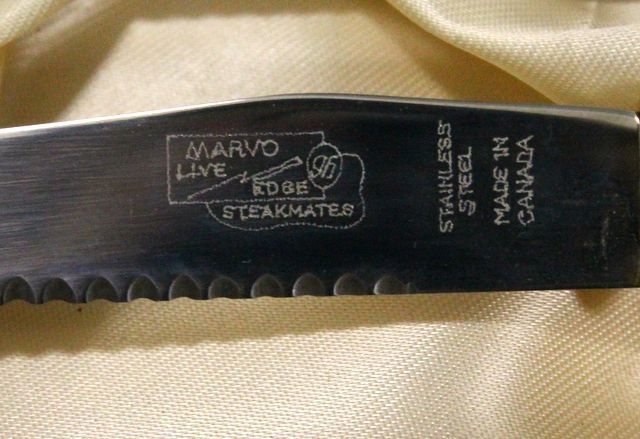 MARVO
LIVE
EDGE
STEAKMATES
STAINLESS
STEEL
MADE IN
CANADA